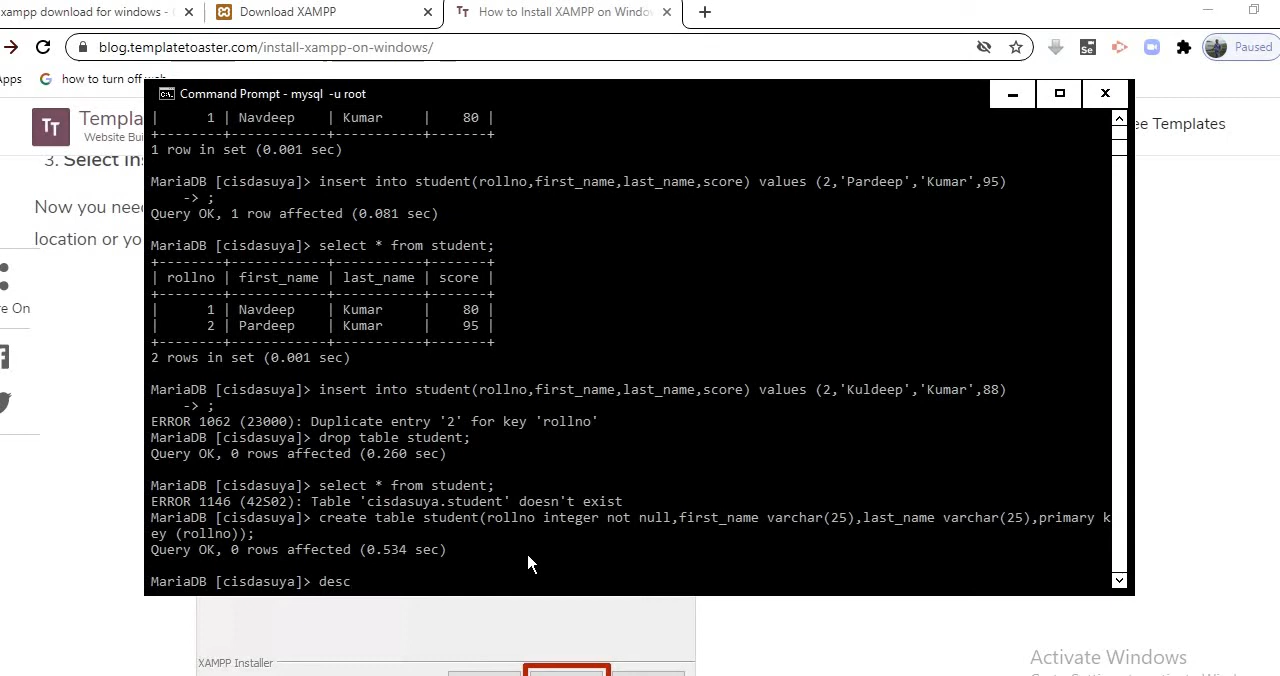 xampp download for windows -
Download XAMPP
TT How to Install XAMPP on Windo
blog.templatetoaster.com/install-xampp-on-windows/
Se
Paused
Apps
how to turn off web
TT
Templa
Website Bui
ee Templates
3. Select Ins
Now you need
location or yo
re On
Command Prompt - mysql -u root
| 1 | Navdeep | Kumar | 80 |
+--------+------------+-----------+-------+
1 row in set (0.001 sec)
MariaDB [cisdasuya]> insert into student(rollno,first_name,last_name,score) values (2,'Pardeep','Kumar',95)
-> ;
Query OK, 1 row affected (0.081 sec)
MariaDB [cisdasuya]> select * from student;
+--------+------------+-----------+-------+
| rollno | first_name | last_name | score |
+--------+------------+-----------+-------+
| 1 | Navdeep | Kumar | 80 |
| 2 | Pardeep | Kumar | 95 |
+--------+------------+-----------+-------+
2 rows in set (0.001 sec)
MariaDB [cisdasuya]> insert into student(rollno,first_name,last_name,score) values (2,'Kuldeep','Kumar',88)
-> ;
ERROR 1062 (23000): Duplicate entry '2' for key 'rollno'
MariaDB [cisdasuya]> drop table student;
Query OK, 0 rows affected (0.260 sec)
MariaDB [cisdasuya]> select * from student;
ERROR 1146 (42S02): Table 'cisdasuya.student' doesn't exist
MariaDB [cisdasuya]> create table student(rollno integer not null,first_name varchar(25),last_name varchar(25),primary k
ey (rollno));
Query OK, 0 rows affected (0.534 sec)
MariaDB [cisdasuya]> desc
XAMPP Installer
Activate Windows